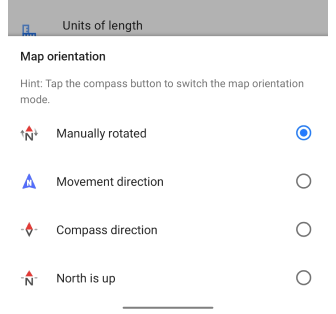 Units of length
Map orientation
Hint: Tap the compass button to switch the map orientation
mode.
N
Manually rotated
N
Movement direction
Compass direction
N
North is up